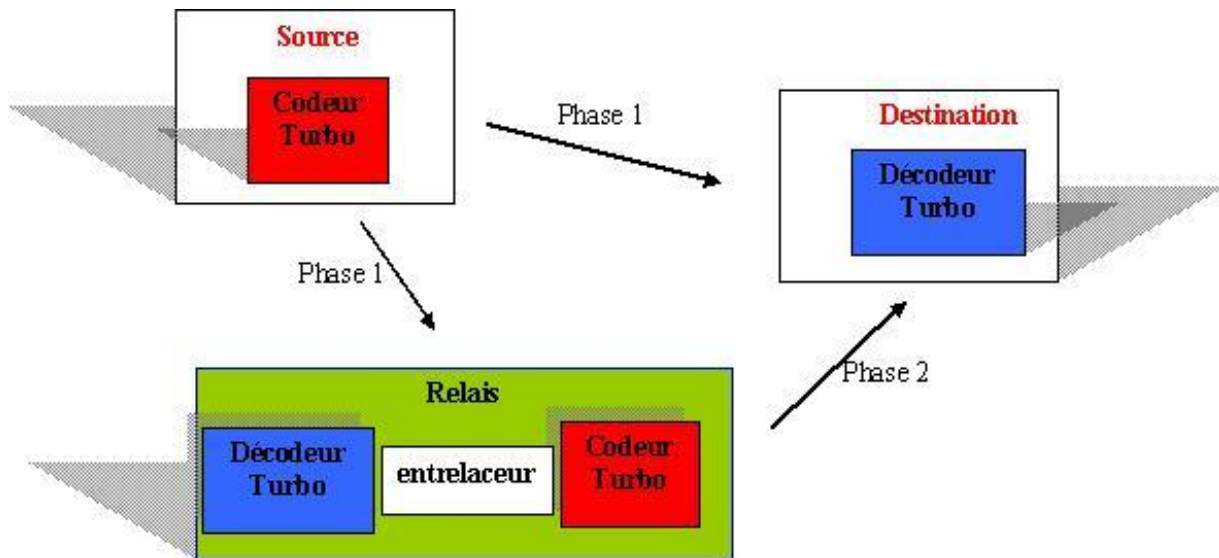 Source
Codeur
Turbo
Phase 1
Destination
Décodeur
Turbo
Phase 1
Relais
Décodeur
Turbo
entrelaceur
Codeur
Turbo
Phase 2